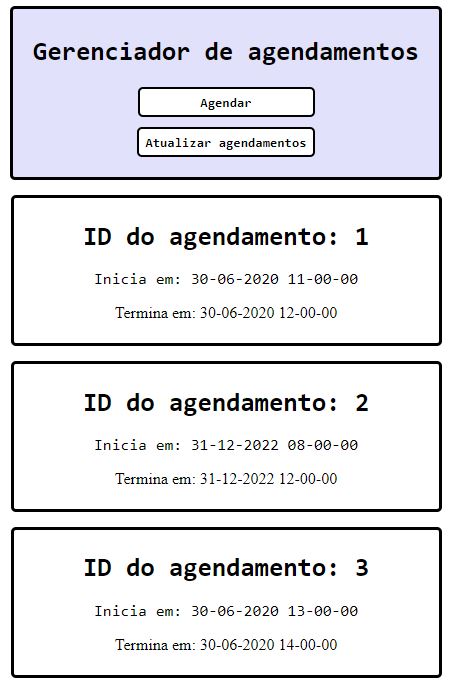 Gerenciador de agendamentos
Agendar
Atualizar agendamentos
ID do agendamento: 1
Inicia em: 30-06-2020 11-00-00
Termina em: 30-06-2020 12-00-00
ID do agendamento: 2
Inicia em: 31-12-2022 08-00-00
Termina em: 31-12-2022 12-00-00
ID do agendamento: 3
Inicia em: 30-06-2020 13-00-00
Termina em: 30-06-2020 14-00-00